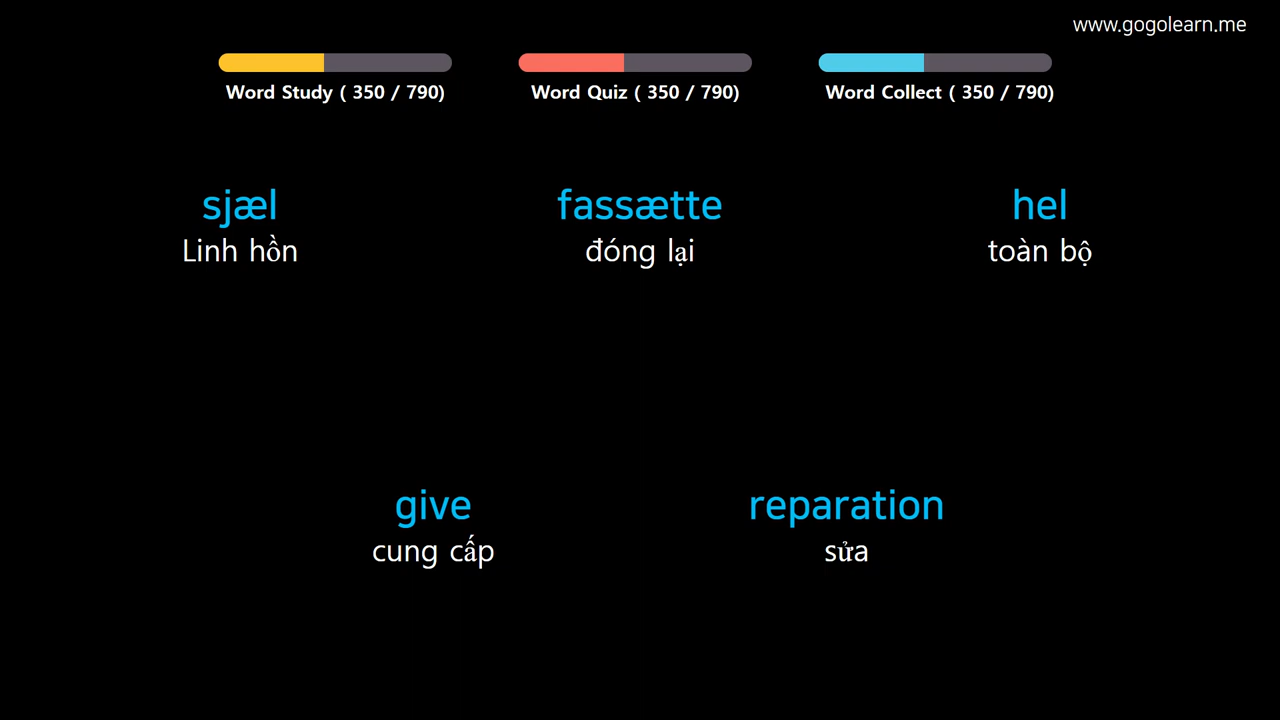 www.gogolearn.me
Word Study ( 350 / 790)
Word Quiz ( 350 / 790)
Word Collect ( 350 / 790)
sjæl
Linh hồn
fassætte
đóng lại
hel
toàn bộ
give
cung cấp
reparation
sửa